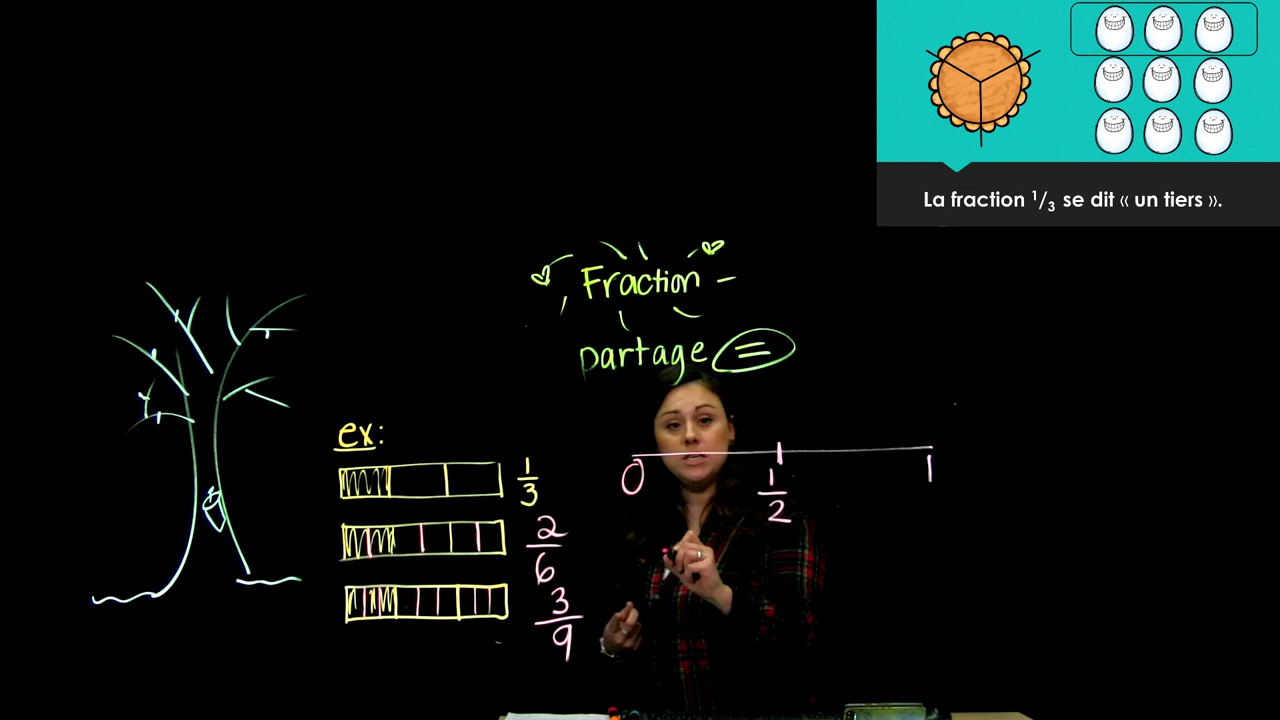 La fraction 1/3 se dit « un tiers ».
Fraction -
partage =
ex:
1/3
2/6
3/9
0 1/2 1